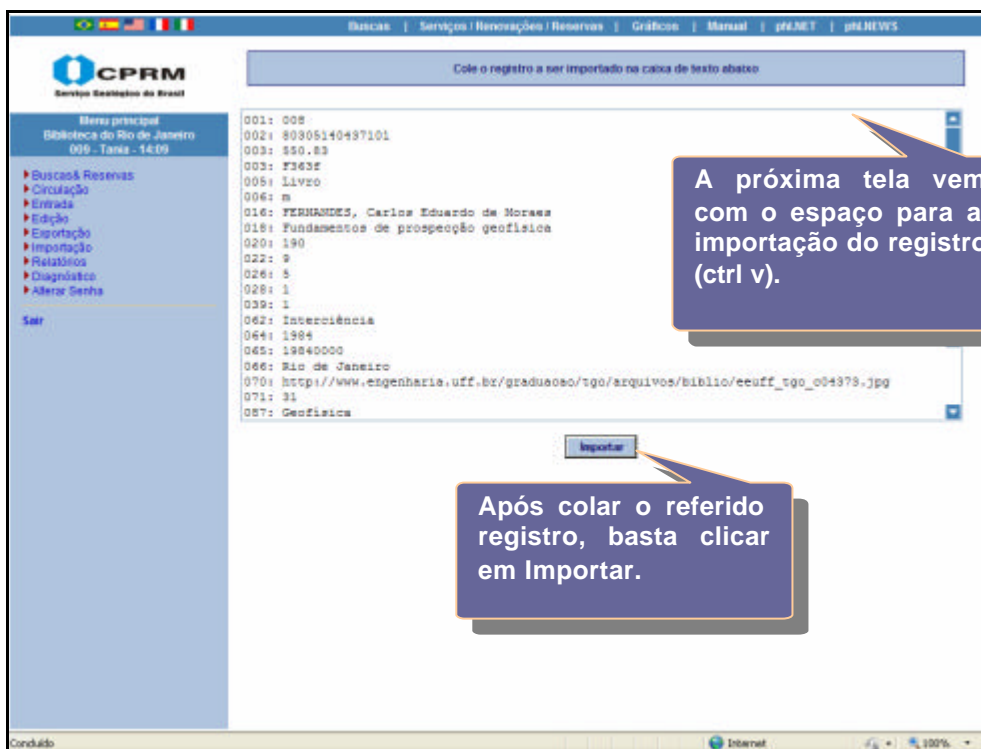 Buscas | Serviços / Renovações / Reservas | Gráficos | Manual | phl.NET | phl.NEWS
CPRM
Serviço Geológico do Brasil
Cole o registro a ser importado na caixa de texto abaixo
Menu principal
Biblioteca do Rio de Janeiro
009 - Tania - 14:09
Buscas& Reservas
Circulação
Entrada
Edição
Exportação
Importação
Relatórios
Diagnóstico
Alterar Senha
Sair
001: 008
002: 80305140437101
003: 550.83
003: F363f
005: Livro
006: m
016: FERNANDES, Carlos Eduardo de Moraes
018: Fundamentos de prospecção geofísica
020: 190
022: 9
026: 5
028: 1
039: 1
062: Interciência
064: 1984
065: 19840000
066: Rio de Janeiro
070: http://www.engenharia.uff.br/graduacao/tgo/arquivos/biblio/eeuff_tgo_c04373.jpg
071: 31
087: Geofísica
A próxima tela vem
com o espaço para a
importação do registro
(ctrl v).
Importar
Após colar o referido
registro, basta clicar
em Importar.
Concluído
Internet
100%